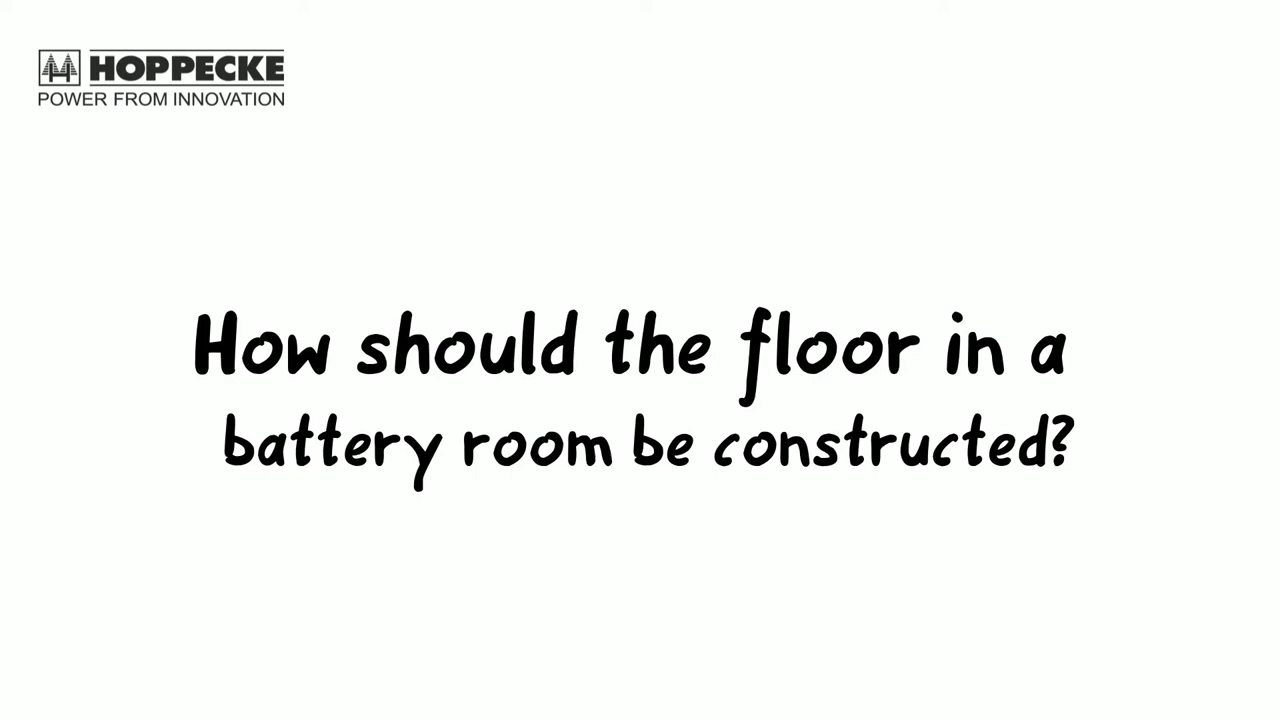 HOPPECKE
POWER FROM INNOVATION
How should the floor in a
battery room be constructed?